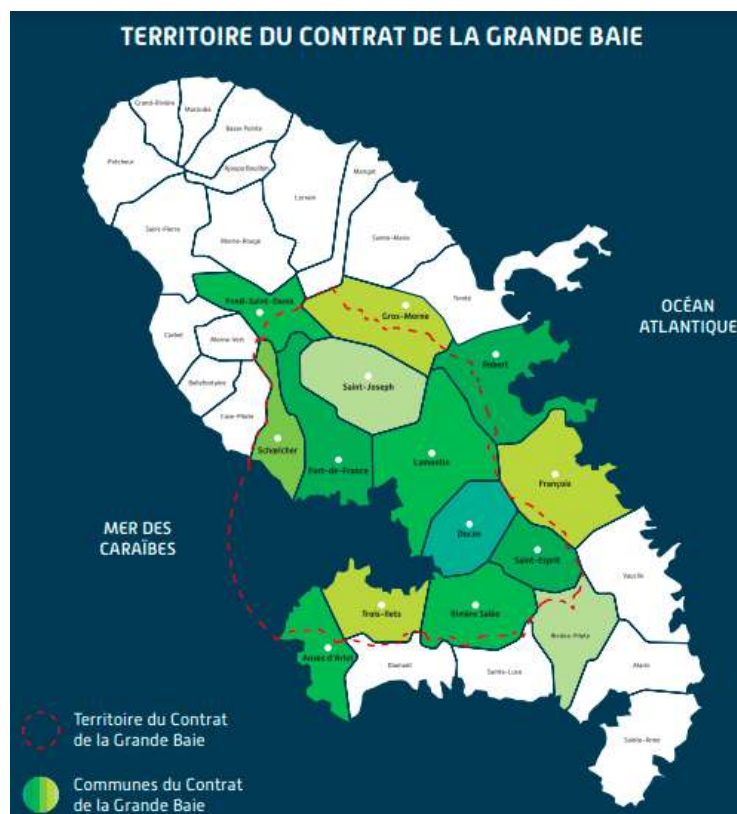 TERRITOIRE DU CONTRAT DE LA GRANDE BAIE
Grand-Rivière
Macouba
Basse Pointe
Prêcheur
Ajoupa Bouillon
Lorrain
Marigot
Saint-Pierre
Morne-Rouge
Sainte-Marie
Trinité
Fond-Saint-Denis
Gros-Morne
OCÉAN
ATLANTIQUE
Carbet
Morne-Vert
Robert
Saint-Joseph
Bellefontaine
Case-Pilote
Schœlcher
Fort-de-France
Lamentin
François
MER DES
CARAÏBES
Ducos
Saint-Esprit
Vauclin
Trois-Ilets
Rivière Salée
Rivière-Pilote
Anses d'Arlet
Diamant
Sainte-Luce
Marin
Sainte-Anne
Territoire du Contrat
de la Grande Baie
Communes du Contrat
de la Grande Baie